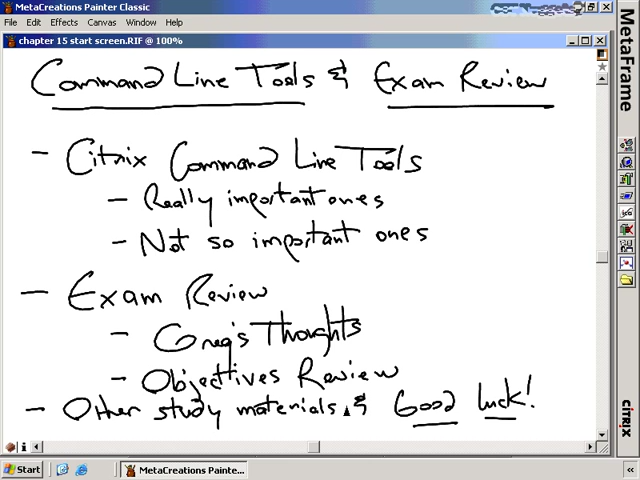 MetaCreations Painter Classic
File Edit Effects Canvas Window Help
chapter 15 start screen.RIF @ 100%
Command Line Tools & Exam Review
- Citrix Command Line Tools
- Really important ones
- Not so important ones
- Exam Review
- Greg's Thoughts
- Objectives Review
- Other study materials & Good luck!
MetaFrame
CITRIX
Start
MetaCreations Painte...